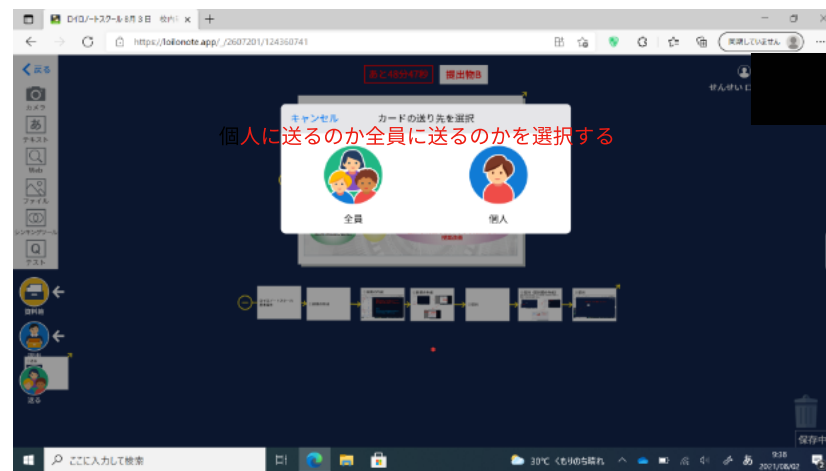 ロイロノートスクール 8月3日 校内
https://loilonote.app/_/2607201/124360741
同期していません
戻る
あと48分47秒
提出物B
カメラ
せんせい
キャンセル
カードの送り先を選択
個人に送るのか全員に送るのかを選択する
テキスト
Web
ファイル
全員
個人
シンキングツール
テスト
資料箱
送る
保存中
ここに入力して検索
30°C くもりのち晴れ
あ
9:38
2021/08/02